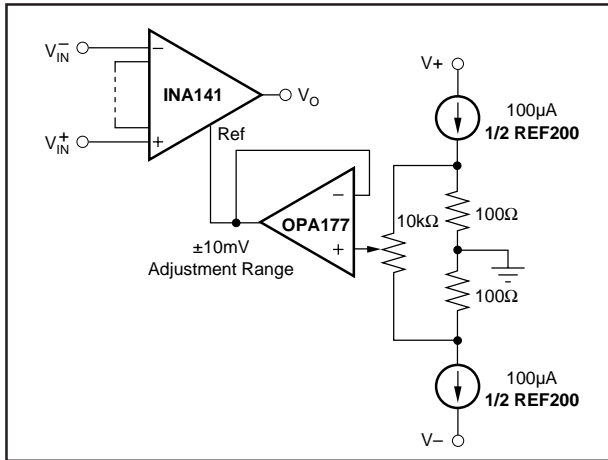 V⁻IN
INA141
V⁺IN
VO
Ref
V+
100µA
1/2 REF200
OPA177
±10mV
Adjustment Range
10kΩ
100Ω
100Ω
100µA
1/2 REF200
V–